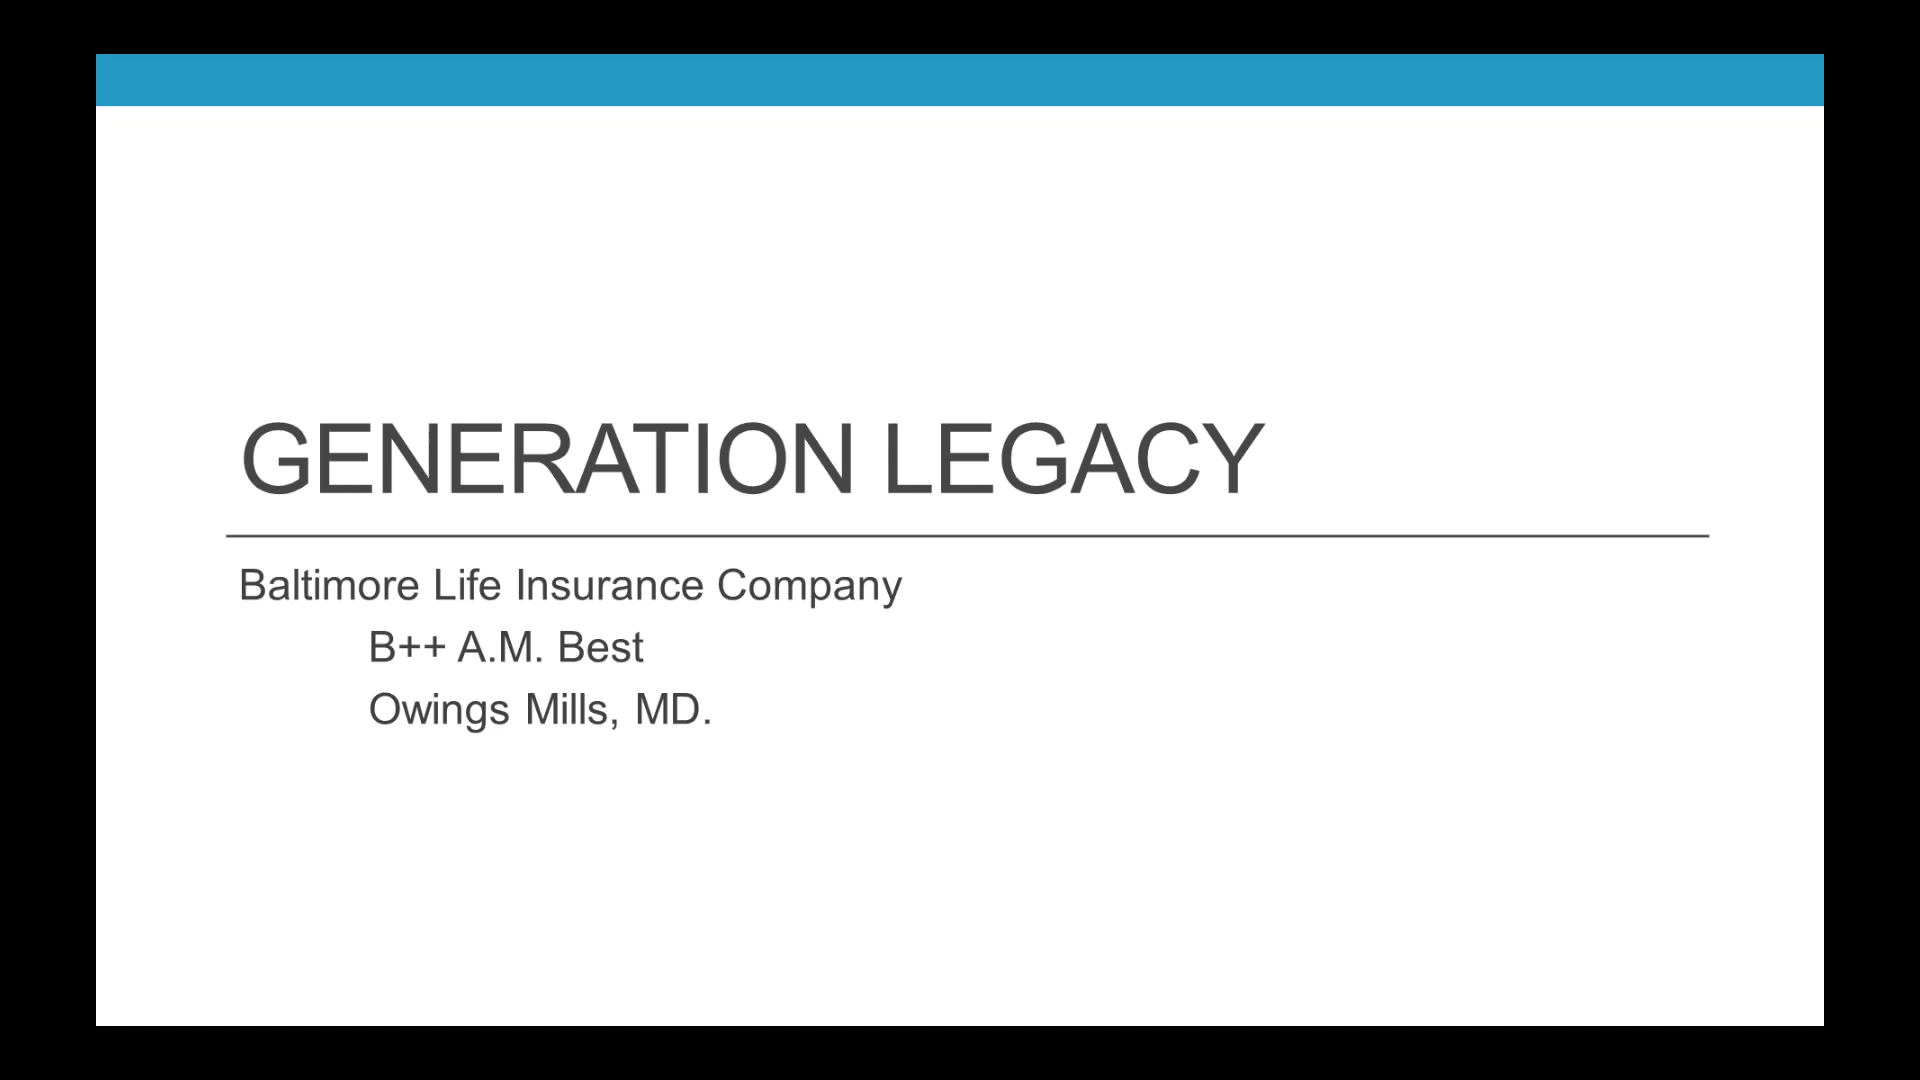 GENERATION LEGACY
Baltimore Life Insurance Company
B++ A.M. Best
Owings Mills, MD.